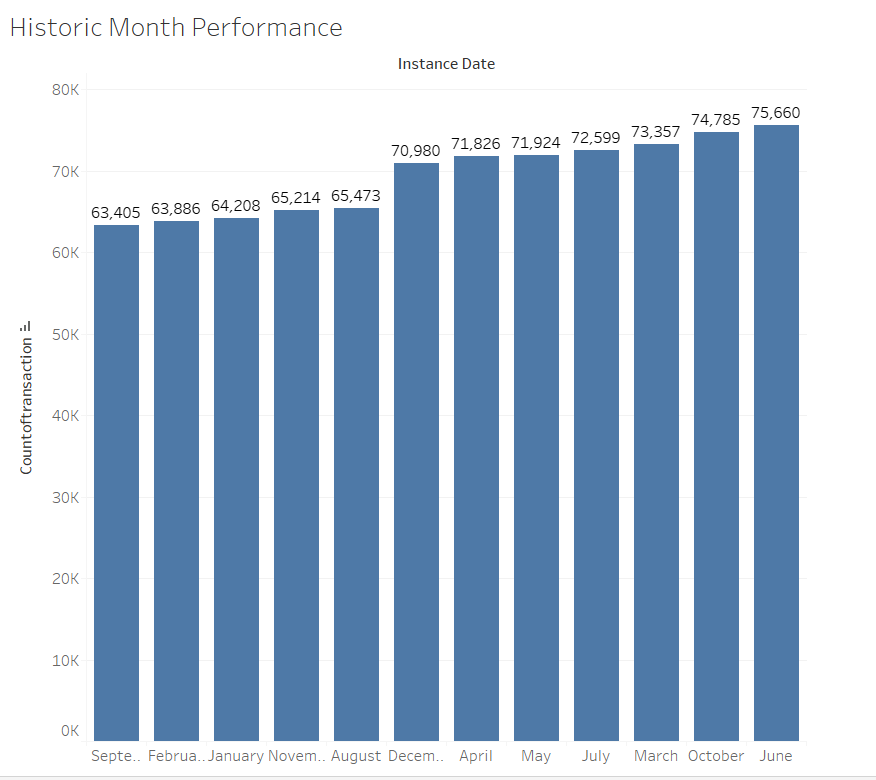 Historic Month Performance
Instance Date
80K
70K
60K
50K
40K
30K
20K
10K
0K
Countoftransaction
63,405 63,886 64,208 65,214 65,473 70,980 71,826 71,924 72,599 73,357 74,785 75,660
Septe.. Februa.. January Novem.. August Decem.. April May July March October June